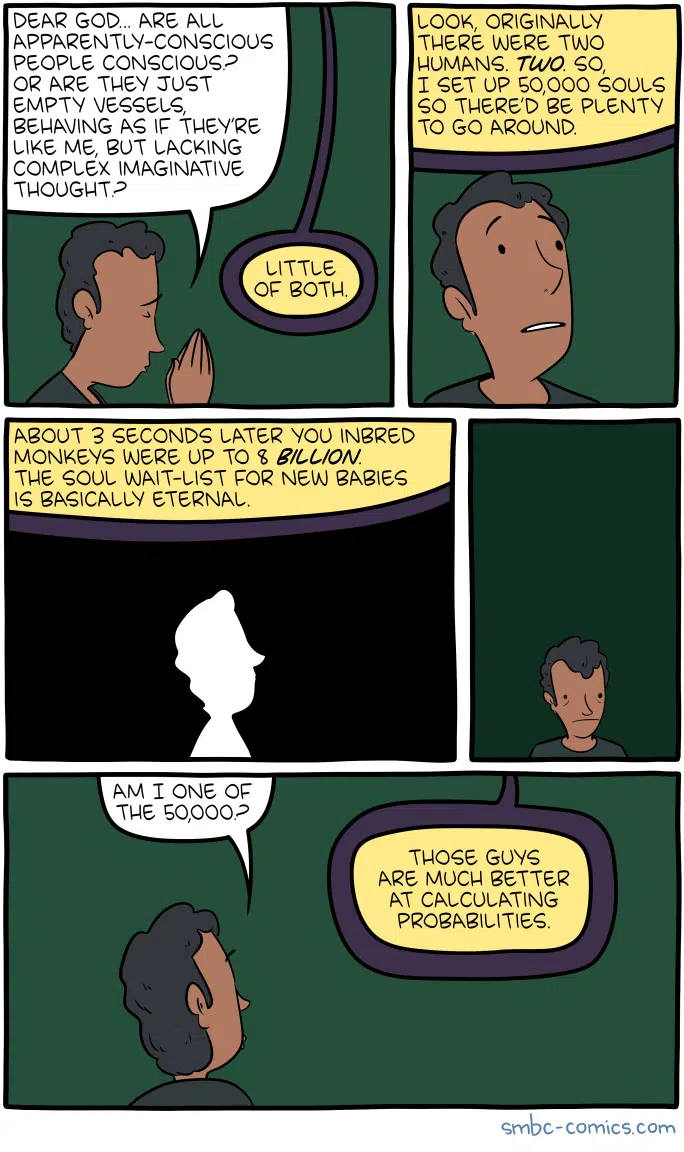 DEAR GOD... ARE ALL
APPARENTLY-CONSCIOUS
PEOPLE CONSCIOUS?
OR ARE THEY JUST
EMPTY VESSELS,
BEHAVING AS IF THEY'RE
LIKE ME, BUT LACKING
COMPLEX IMAGINATIVE
THOUGHT?
LITTLE
OF BOTH.
LOOK, ORIGINALLY
THERE WERE TWO
HUMANS. TWO. SO,
I SET UP 50,000 SOULS
SO THERE'D BE PLENTY
TO GO AROUND.
ABOUT 3 SECONDS LATER YOU INBRED
MONKEYS WERE UP TO 8 BILLION.
THE SOUL WAIT-LIST FOR NEW BABIES
IS BASICALLY ETERNAL.
AM I ONE OF
THE 50,000?
THOSE GUYS
ARE MUCH BETTER
AT CALCULATING
PROBABILITIES.
smbc-comics.com